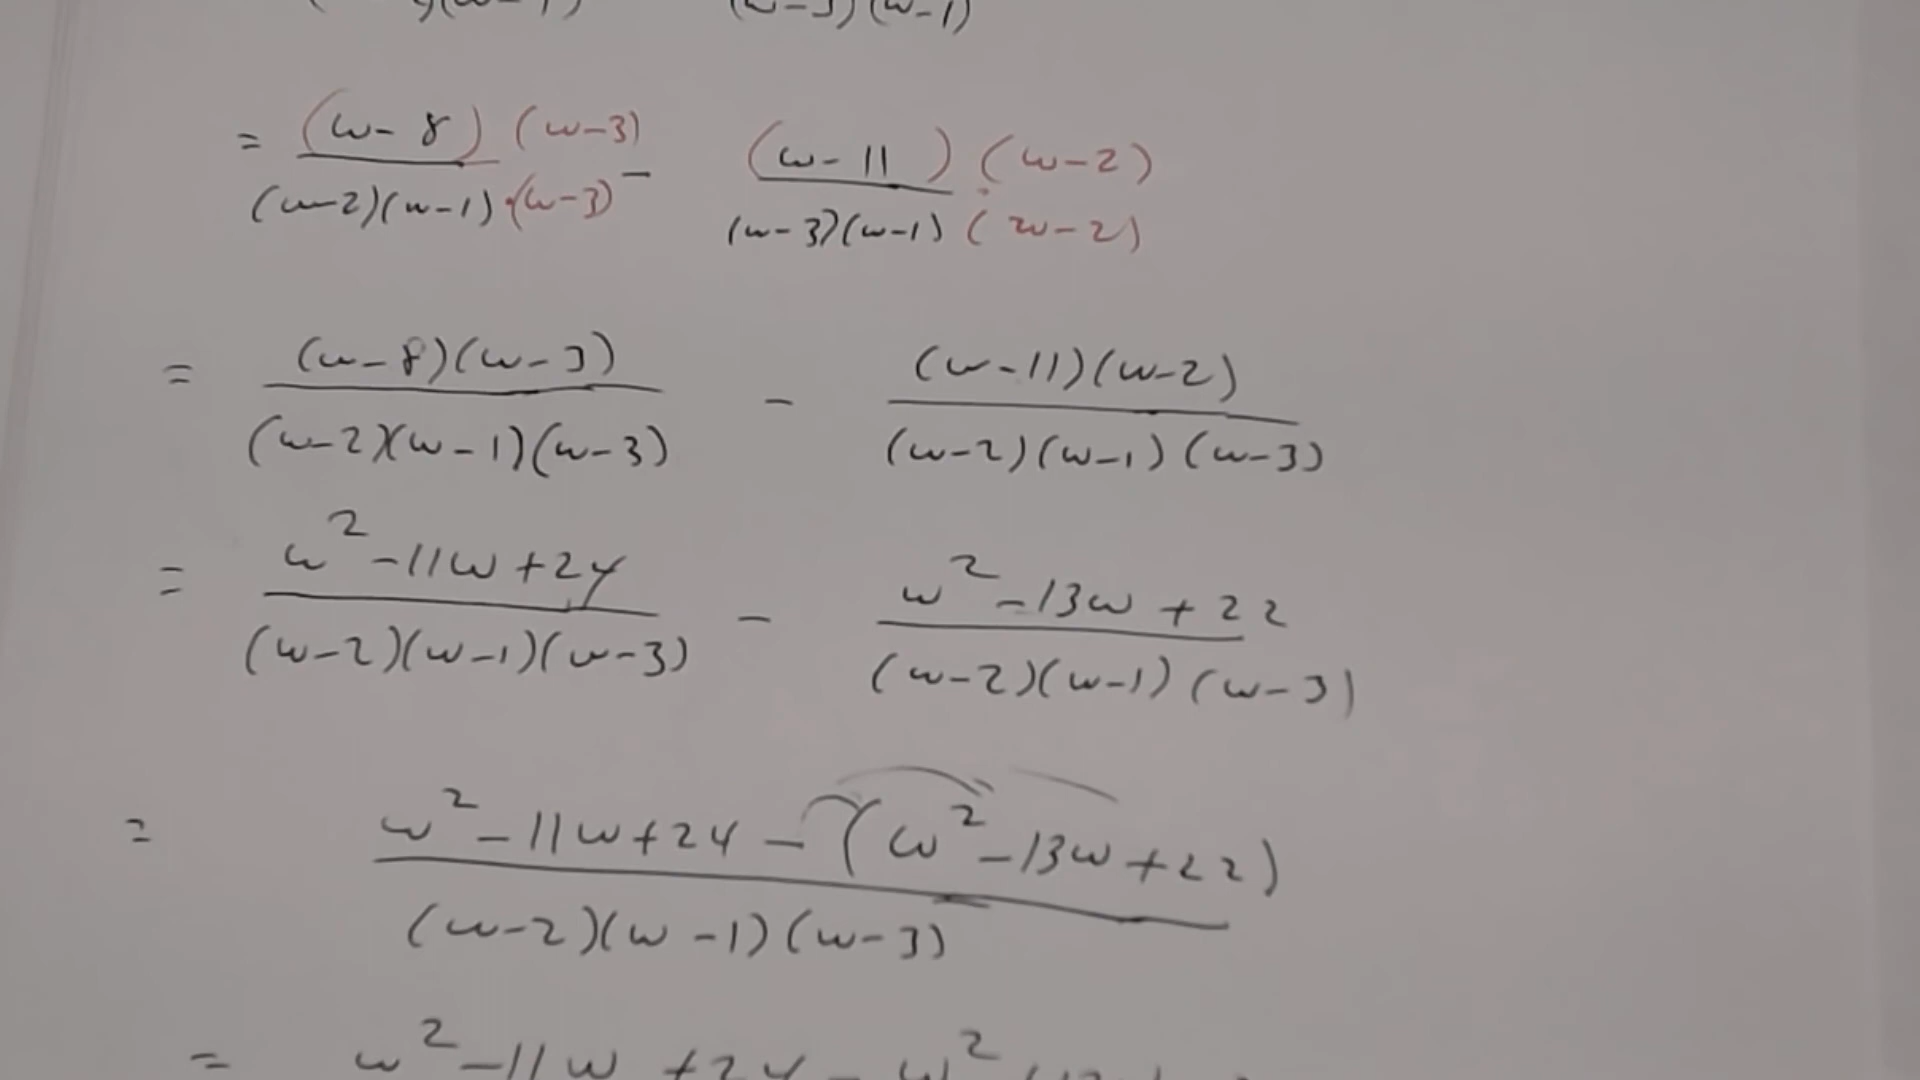 (w-3)(w-1)
= (w-8) (w-3) / (w-2)(w-1)·(w-3) - (w-11) · (w-2) / (w-3)(w-1) (w-2)
= (w-8)(w-3) / (w-2)(w-1)(w-3) - (w-11)(w-2) / (w-2)(w-1)(w-3)
= w² -11w +24 / (w-2)(w-1)(w-3) - w² -13w + 22 / (w-2)(w-1)(w-3)
= w² -11w +24 - (w² -13w +22) / (w-2)(w-1)(w-3)
= w² -11w +24 - w²